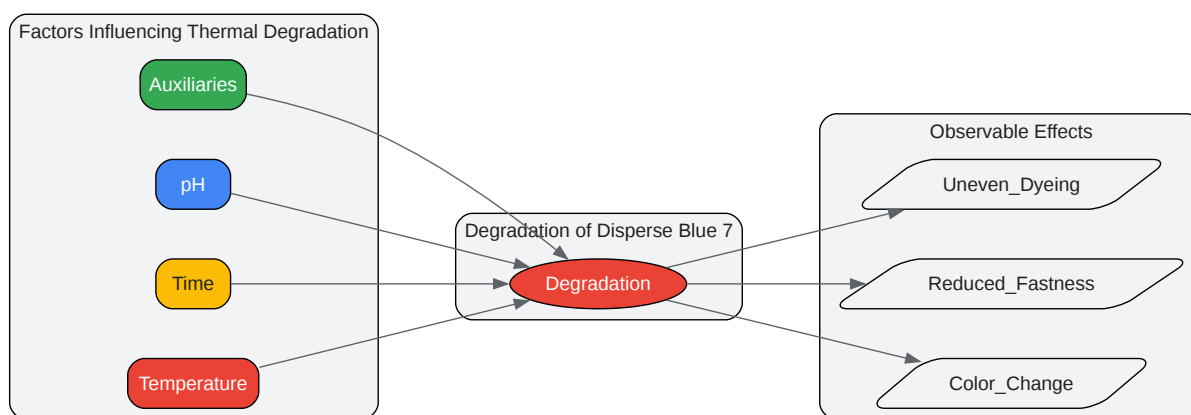 Factors Influencing Thermal Degradation
Auxiliaries
pH
Time
Temperature
Degradation of Disperse Blue 7
Degradation
Observable Effects
Uneven_Dyeing
Reduced_Fastness
Color_Change